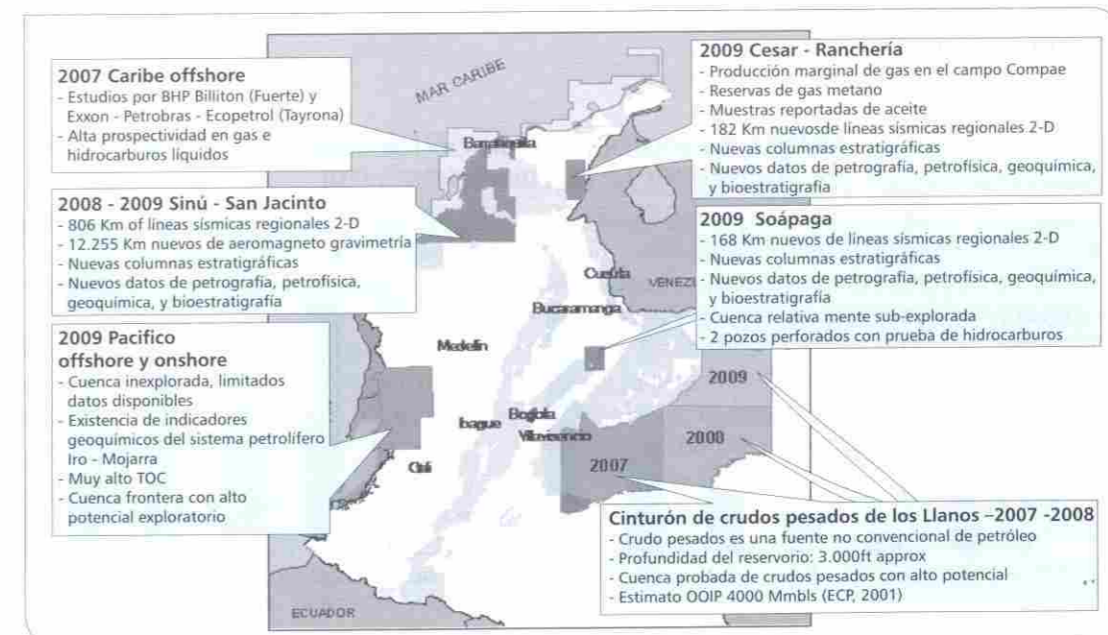 2007 Caribe offshore
- Estudios por BHP Billiton (Fuerte) y
Exxon - Petrobras - Ecopetrol (Tayrona)
- Alta prospectividad en gas e
hidrocarburos líquidos
2008 - 2009 Sinú - San Jacinto
- 806 Km of líneas sísmicas regionales 2-D
- 12.255 Km nuevos de aeromagneto gravimetría
- Nuevas columnas estratigráficas
- Nuevos datos de petrografía, petrofísica,
geoquímica, y bioestratigrafía
2009 Pacifico
offshore y onshore
- Cuenca inexplorada, limitados
datos disponibles
- Existencia de indicadores
geoquímicos del sistema petrolífero
Iro - Mojarra
- Muy alto TOC
- Cuenca frontera con alto
potencial exploratorio
MAR CARIBE
Barranquilla
Cucuta
VENEZ
Bucaramanga
Medellin
Ibague
Bogota
Villavicencio
Cali
ECUADOR
2009
2008
2007
2009 Cesar - Ranchería
- Producción marginal de gas en el campo Compae
- Reservas de gas metano
- Muestras reportadas de aceite
- 182 Km nuevosde líneas sísmicas regionales 2-D
- Nuevas columnas estratigráficas
- Nuevos datos de petrografía, petrofísica, geoquímica,
y bioestratigrafia
2009 Soápaga
- 168 Km nuevos de líneas sísmicas regionales 2-D
- Nuevas columnas estratigráficas
- Nuevos datos de petrografía, petrofísica, geoquímica,
y bioestratigrafia
- Cuenca relativa mente sub-explorada
- 2 pozos perforados con prueba de hidrocarburos
Cinturón de crudos pesados de los Llanos –2007 -2008
- Crudo pesados es una fuente no convencional de petróleo
- Profundidad del reservorio: 3.000ft approx
- Cuenca probada de crudos pesados con alto potencial
- Estimato OOIP 4000 Mmbls (ECP, 2001)